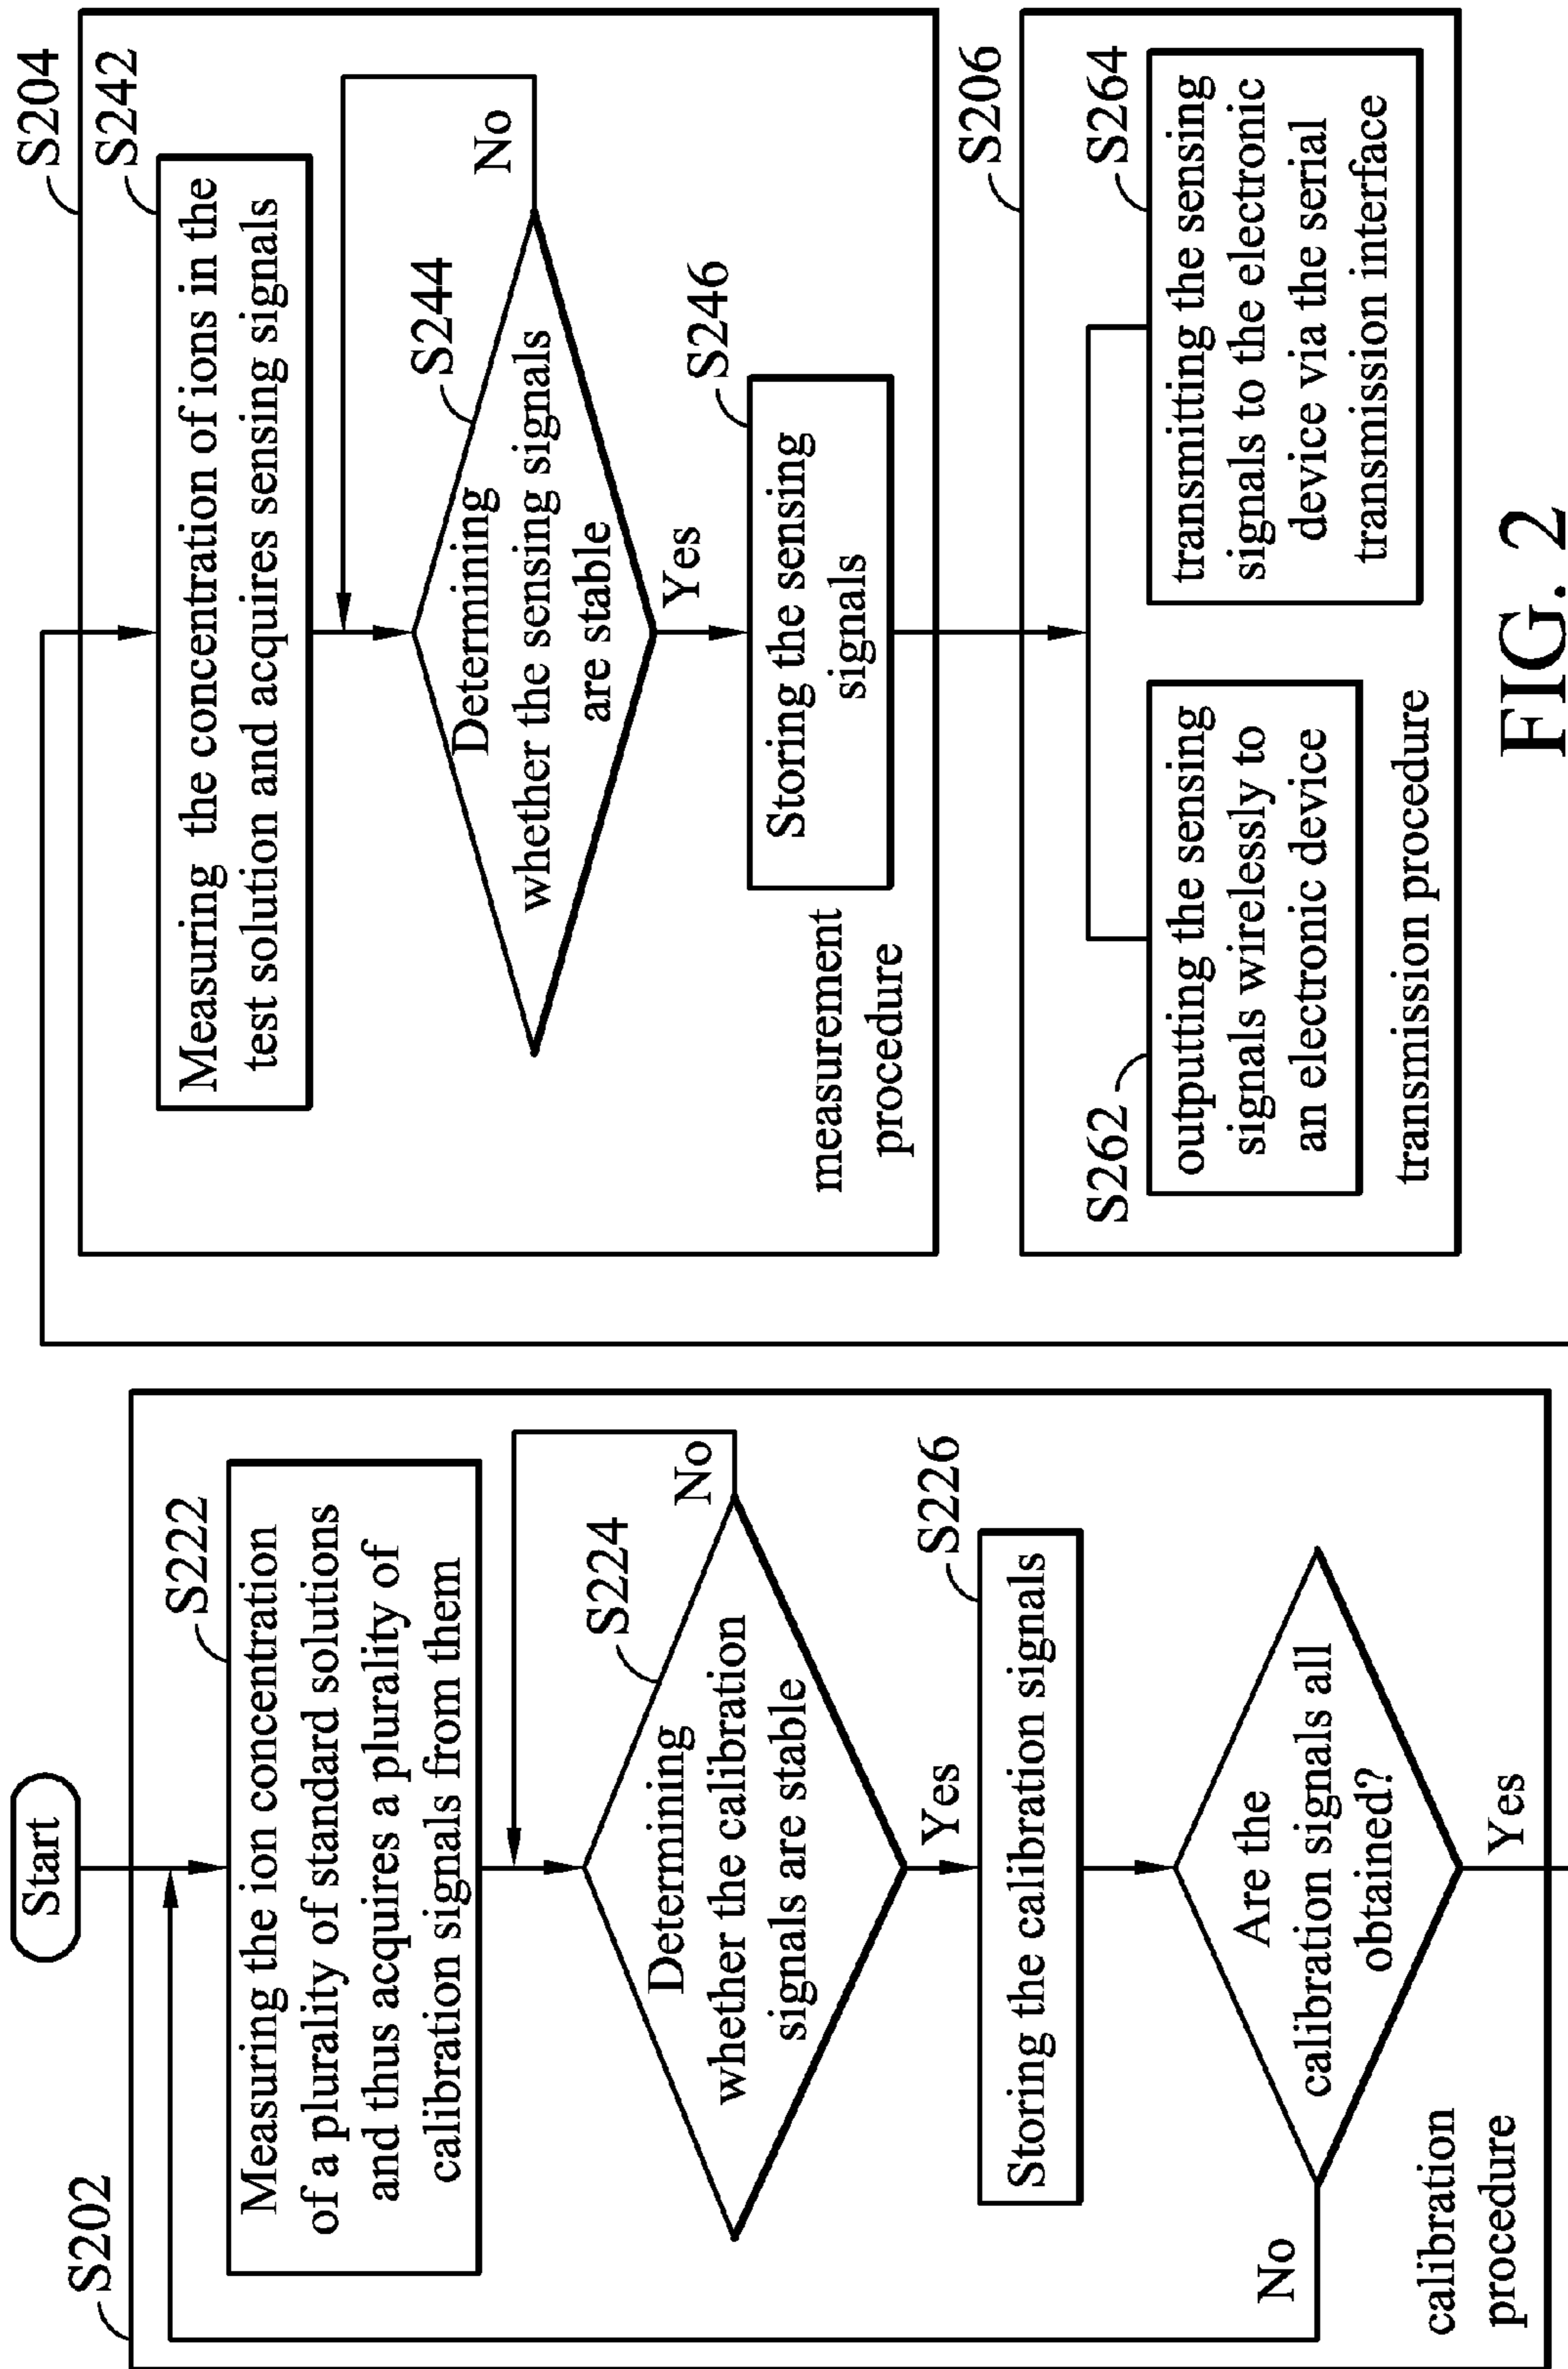 Start
S202
S222
Measuring the ion concentration
of a plurality of standard solutions
and thus acquires a plurality of
calibration signals from them
S224
Determining
whether the calibration
signals are stable
No
Yes
S226
Storing the calibration signals
Are the
calibration signals all
obtained?
No
Yes
calibration
procedure
S204
S242
Measuring the concentration of ions in the
test solution and acquires sensing signals
S244
Determining
whether the sensing signals
are stable
No
Yes
S246
Storing the sensing
signals
measurement
procedure
S206
S262
outputting the sensing
signals wirelessly to
an electronic device
S264
transmitting the sensing
signals to the electronic
device via the serial
transmission interface
transmission procedure
FIG. 2